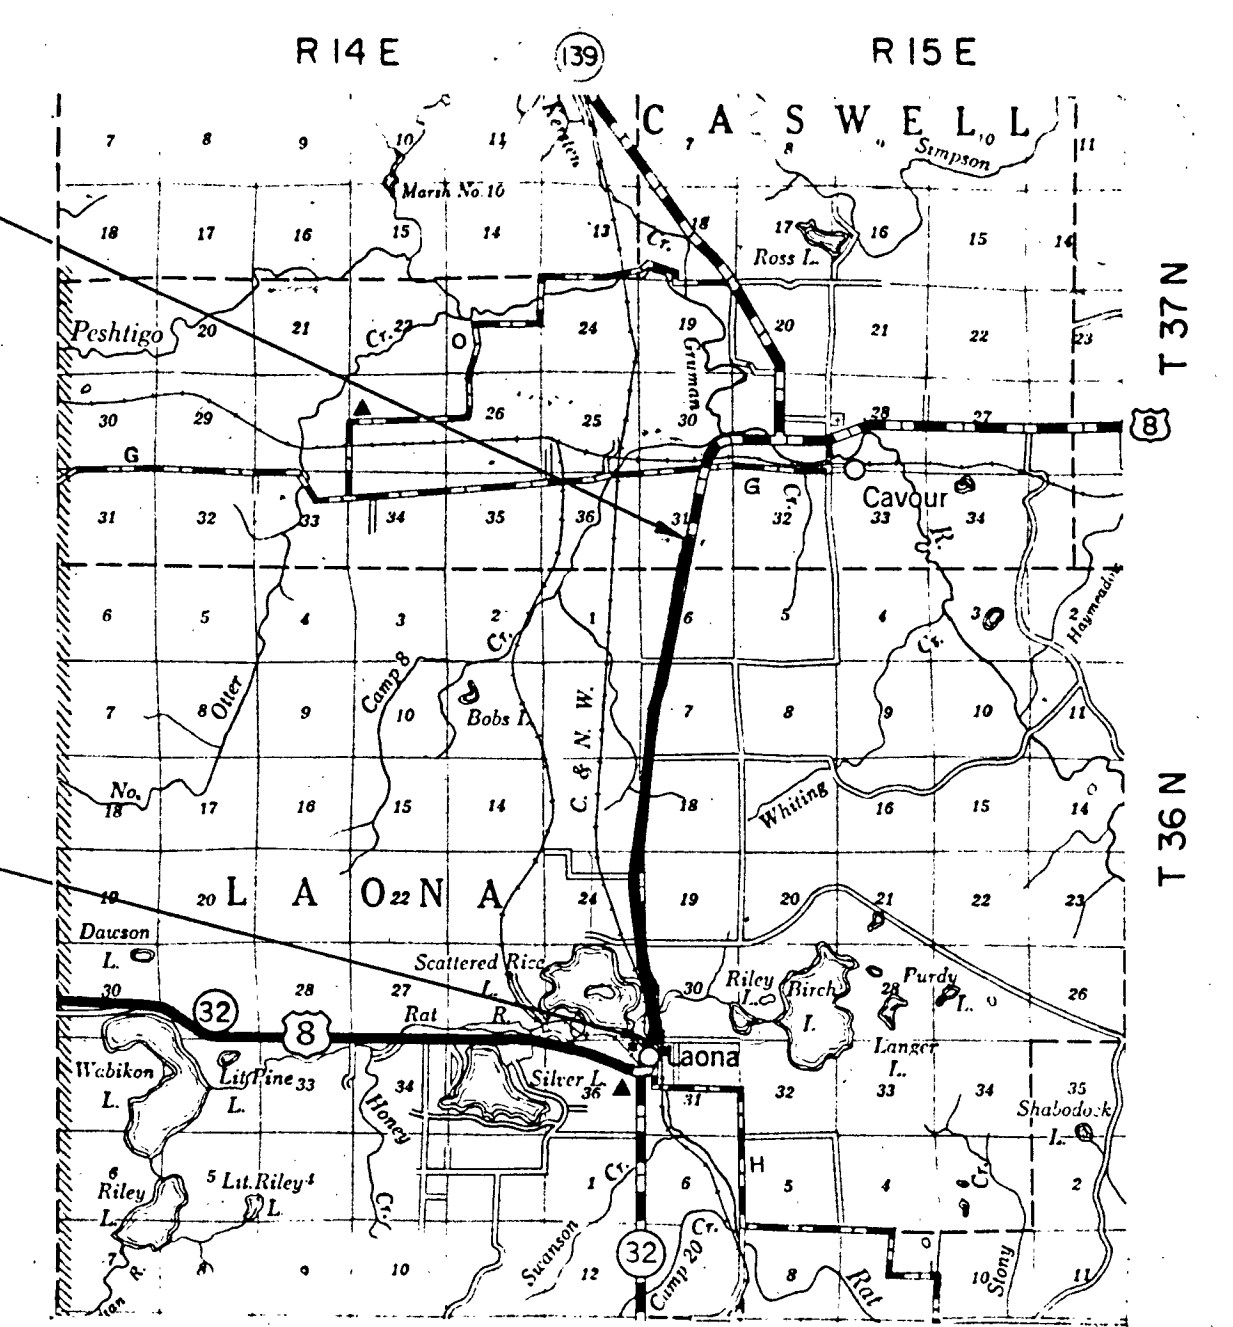 R 14 E 139 R 15 E
C A S W E L L
7 8 9 10 11 Kersten 7 8 9 10 11
Simpson
Marsh No. 16
18 17 16 15 14 13 Cr. 18 17 16 15 14
Ross L.
T 37 N
Peshtigo 20 21 22 Cr. O 24 19 20 21 22 23
Gruman
30 29 26 25 30 28 27 8
G G Cr. Cavour
31 32 33 34 35 36 31 32 33 34
R.
6 5 4 3 2 1 6 5 4 3 2
Cr. Cr. Haymeadow
Otter Camp 8
7 8 9 10 Bobs L. C. & N. W. 7 8 9 10 11
T 36 N
No. Whiting
18 17 16 15 14 18 16 15 14
L A O N A
19 20 22 24 19 20 21 22 23
Dawson
L.
Scattered Rice
L.
30 28 27 30 Riley
L. Birch
L. 28 Purdy
L. 26
32 8 Rat R. Laona Langer
L.
Wabikon
L.
Lit. Pine
L.
33 34 Silver L. 36 31 32 33 34 35
Honey Shabodock
L.
6 5 Lit. Riley 4
L. 1 Cr. 6 H 5 4 Cr. 2
Riley
L.
Cr. Swanson 32 Cr.
7 8 9 10 12 Camp 20 8 Rat 10 Stony 11
R.